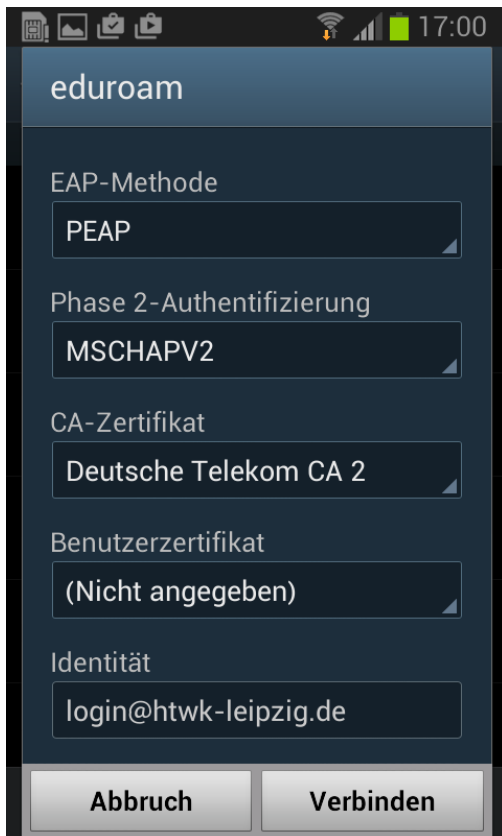 17:00
eduroam
EAP-Methode
PEAP
Phase 2-Authentifizierung
MSCHAPV2
CA-Zertifikat
Deutsche Telekom CA 2
Benutzerzertifikat
(Nicht angegeben)
Identität
login@htwk-leipzig.de
Abbruch
Verbinden